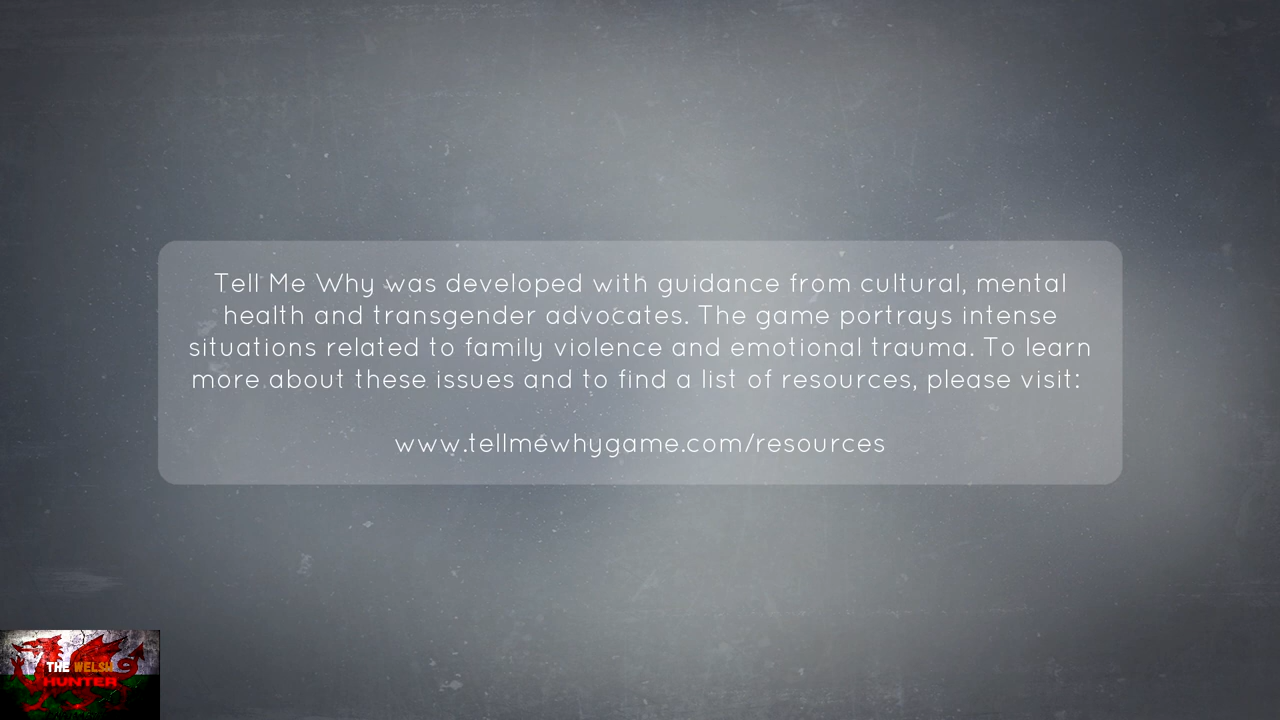 Tell Me Why was developed with guidance from cultural, mental
health and transgender advocates. The game portrays intense
situations related to family violence and emotional trauma. To learn
more about these issues and to find a list of resources, please visit:
www.tellmewhygame.com/resources
THE WELSH
HUNTER